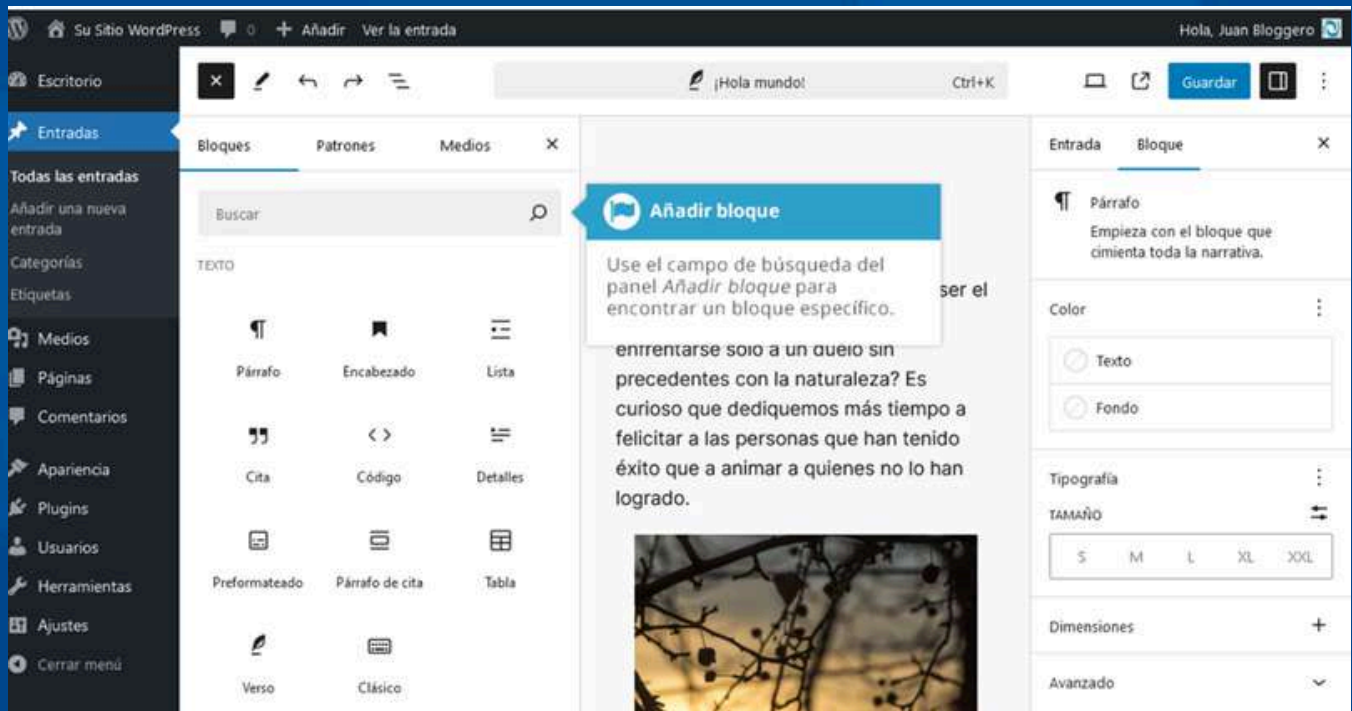 Su Sitio WordPress 0 + Añadir Ver la entrada
Hola, Juan Bloggero
Escritorio
Entradas
Todas las entradas
Añadir una nueva
entrada
Categorías
Etiquetas
Medios
Páginas
Comentarios
Apariencia
Plugins
Usuarios
Herramientas
Ajustes
Cerrar menú
¡Hola mundo! Ctrl+K
Guardar
Bloques Patrones Medios
Buscar
TEXTO
Párrafo Encabezado Lista
Cita Código Detalles
Preformateado Párrafo de cita Tabla
Verso Clásico
Añadir bloque
Use el campo de búsqueda del
panel Añadir bloque para
encontrar un bloque específico.
ser el
enfrentarse solo a un duelo sin
precedentes con la naturaleza? Es
curioso que dediquemos más tiempo a
felicitar a las personas que han tenido
éxito que a animar a quienes no lo han
logrado.
Entrada Bloque
Párrafo
Empieza con el bloque que
cimienta toda la narrativa.
Color
Texto
Fondo
Tipografía
TAMAÑO
S M L XL XXL
Dimensiones
Avanzado